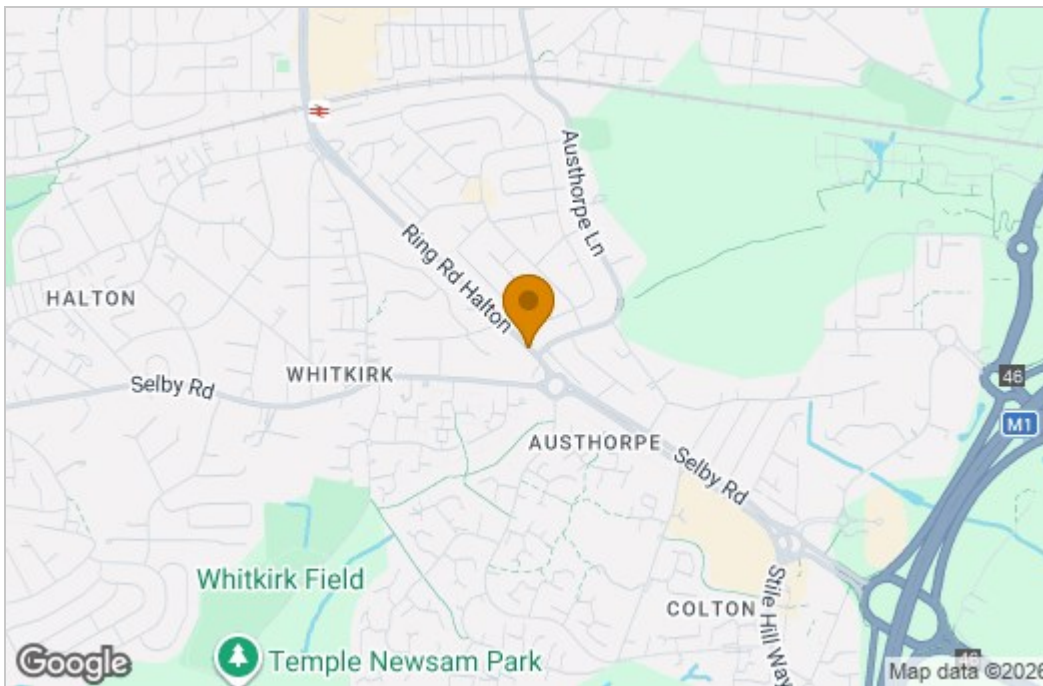 Austhorpe Ln
Ring Rd Halton
HALTON
WHITKIRK
Selby Rd
46
M1
AUSTHORPE
Selby Rd
Whitkirk Field
COLTON
Stile Hill Way
Temple Newsam Park
46
Google
Map data ©2026